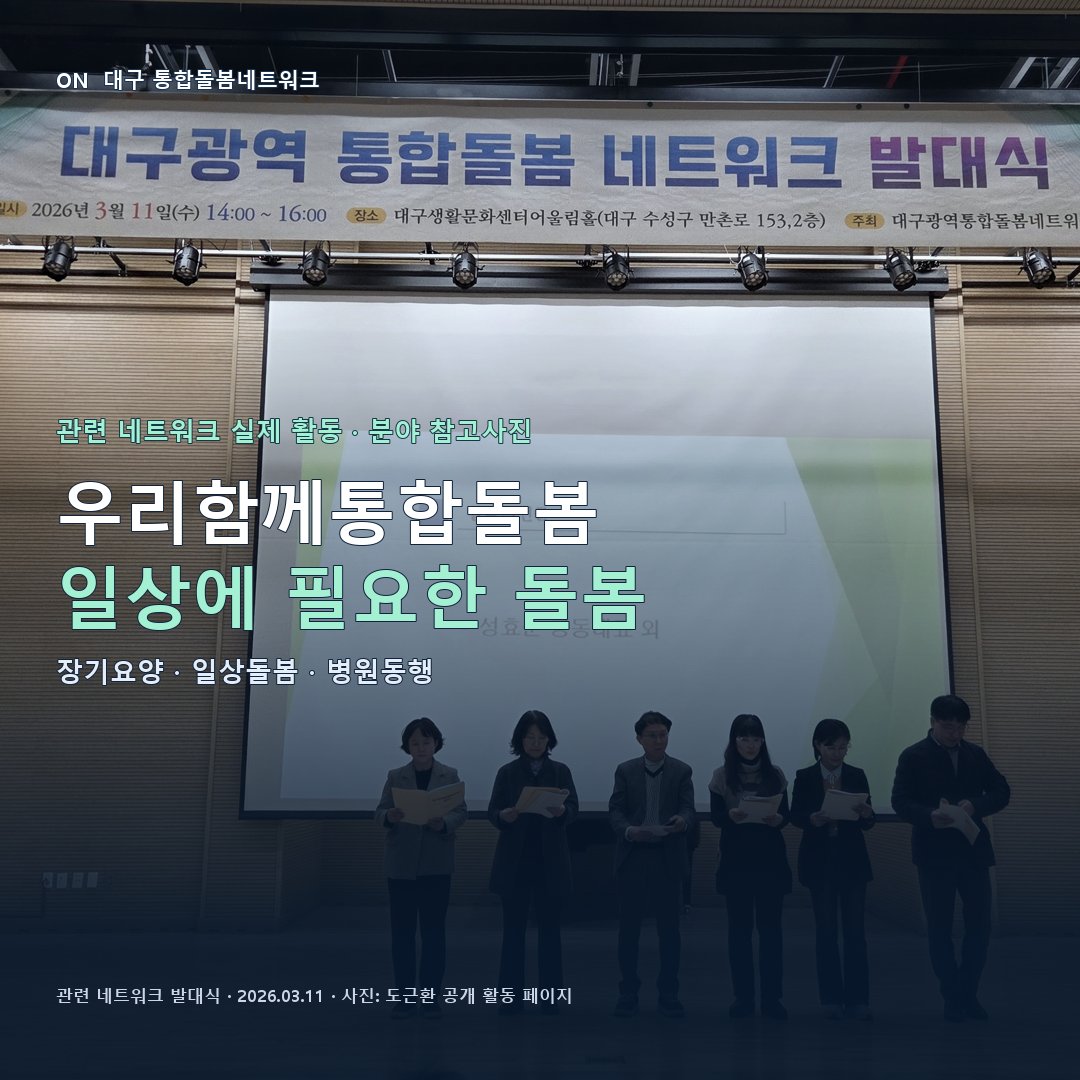 ON 대구 통합돌봄네트워크
대구광역 통합돌봄 네트워크 발대식
일시 2026년 3월 11일(수) 14:00 ~ 16:00 장소 대구생활문화센터어울림홀(대구 수성구 만촌로 153,2층) 주최 대구광역통합돌봄네트워
관련 네트워크 실제 활동 · 분야 참고사진
우리함께통합돌봄
일상에 필요한 돌봄
공동대표 외
장기요양 · 일상돌봄 · 병원동행
관련 네트워크 발대식 · 2026.03.11 · 사진: 도근환 공개 활동 페이지